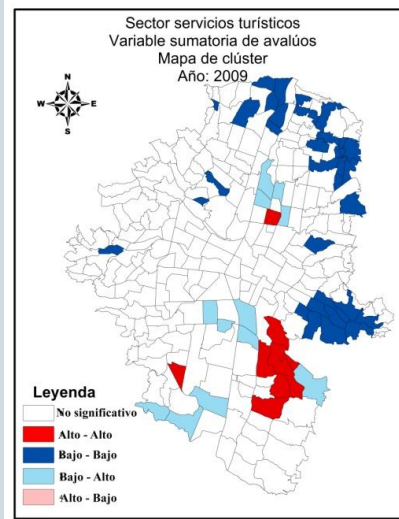 Sector servicios turísticos
Variable sumatoria de avalúos
Mapa de clúster
Año: 2009
N
W
E
S
Leyenda
No significativo
Alto - Alto
Bajo - Bajo
Bajo - Alto
Alto - Bajo